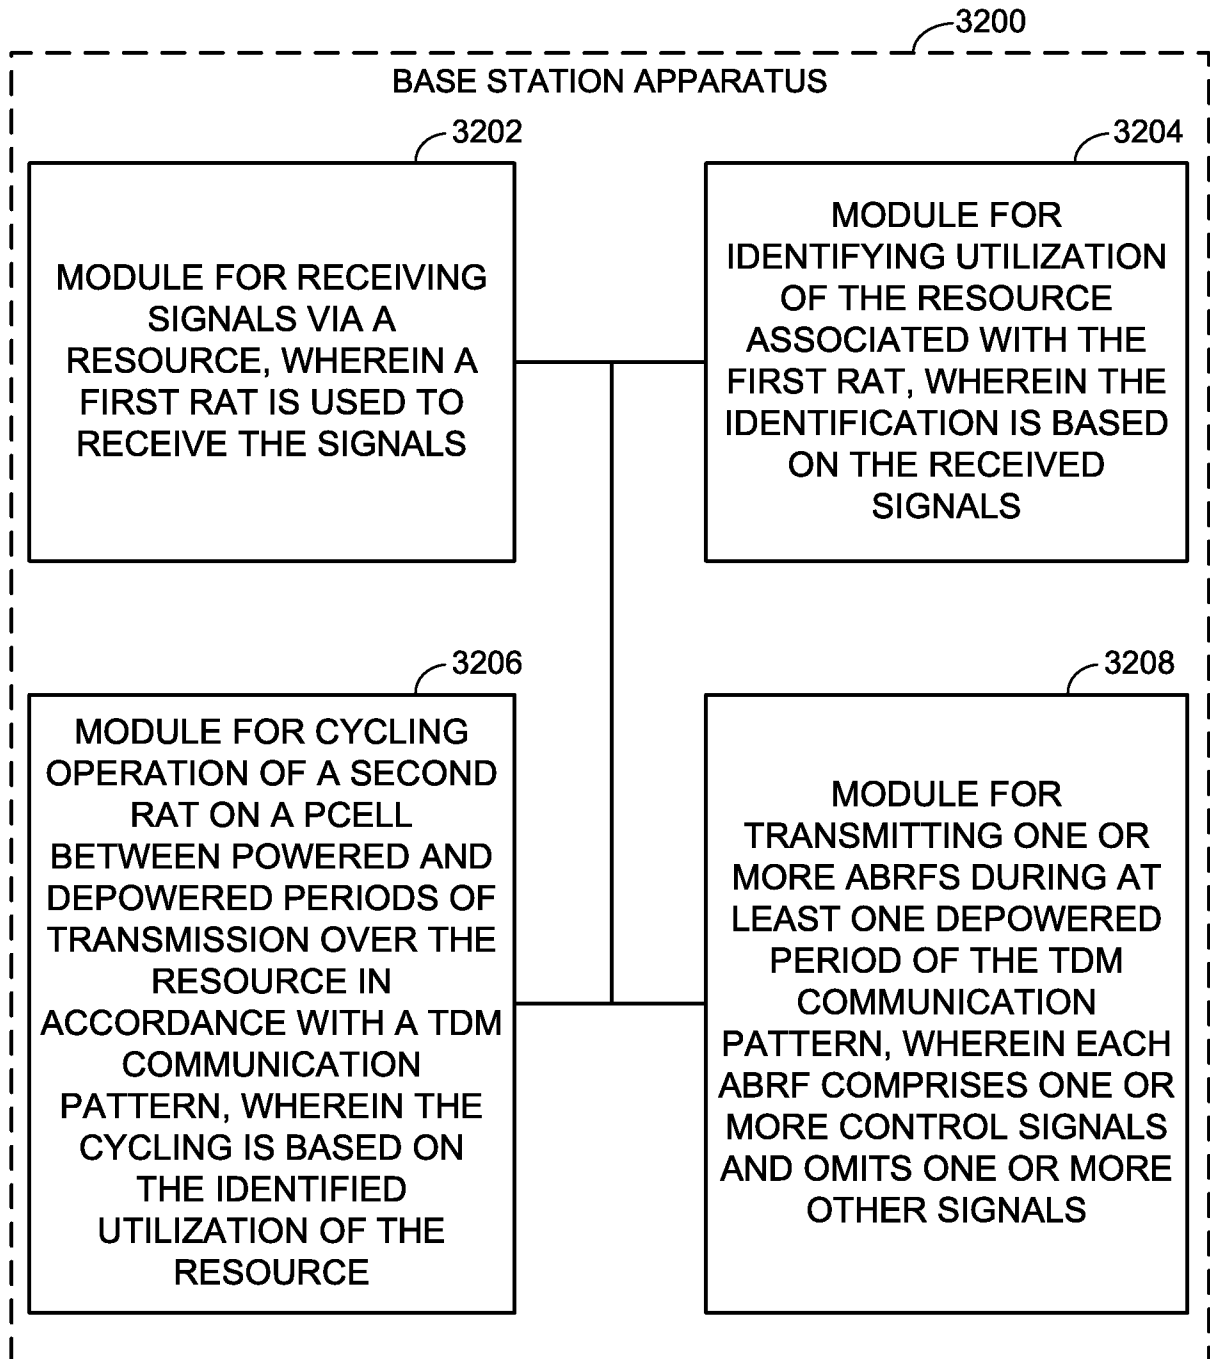 3200
BASE STATION APPARATUS
3202
MODULE FOR RECEIVING
SIGNALS VIA A
RESOURCE, WHEREIN A
FIRST RAT IS USED TO
RECEIVE THE SIGNALS
3204
MODULE FOR
IDENTIFYING UTILIZATION
OF THE RESOURCE
ASSOCIATED WITH THE
FIRST RAT, WHEREIN THE
IDENTIFICATION IS BASED
ON THE RECEIVED
SIGNALS
3206
MODULE FOR CYCLING
OPERATION OF A SECOND
RAT ON A PCELL
BETWEEN POWERED AND
DEPOWERED PERIODS OF
TRANSMISSION OVER THE
RESOURCE IN
ACCORDANCE WITH A TDM
COMMUNICATION
PATTERN, WHEREIN THE
CYCLING IS BASED ON
THE IDENTIFIED
UTILIZATION OF THE
RESOURCE
3208
MODULE FOR
TRANSMITTING ONE OR
MORE ABRFS DURING AT
LEAST ONE DEPOWERED
PERIOD OF THE TDM
COMMUNICATION
PATTERN, WHEREIN EACH
ABRF COMPRISES ONE OR
MORE CONTROL SIGNALS
AND OMITS ONE OR MORE
OTHER SIGNALS